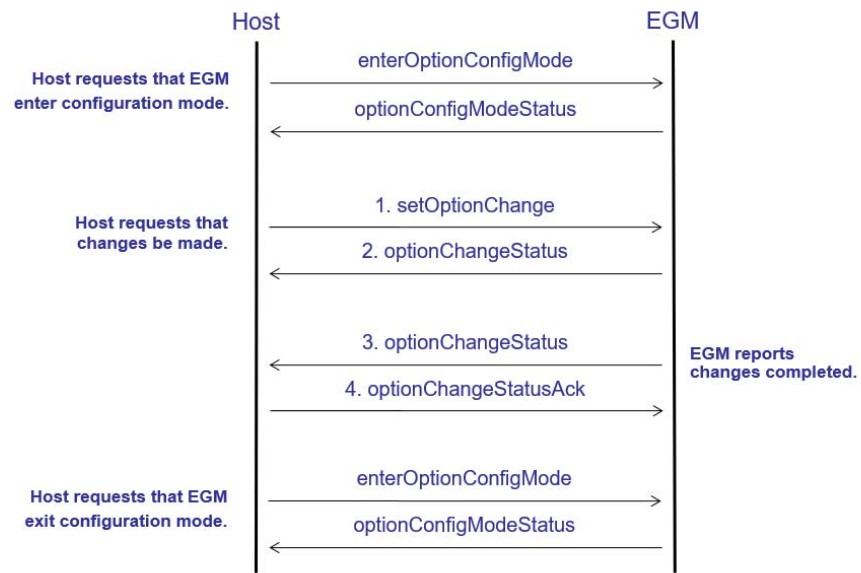 Host
EGM
enterOptionConfigMode
Host requests that EGM
enter configuration mode.
optionConfigModeStatus
1. setOptionChange
Host requests that
changes be made.
2. optionChangeStatus
3. optionChangeStatus
EGM reports
changes completed.
4. optionChangeStatusAck
enterOptionConfigMode
Host requests that EGM
exit configuration mode.
optionConfigModeStatus